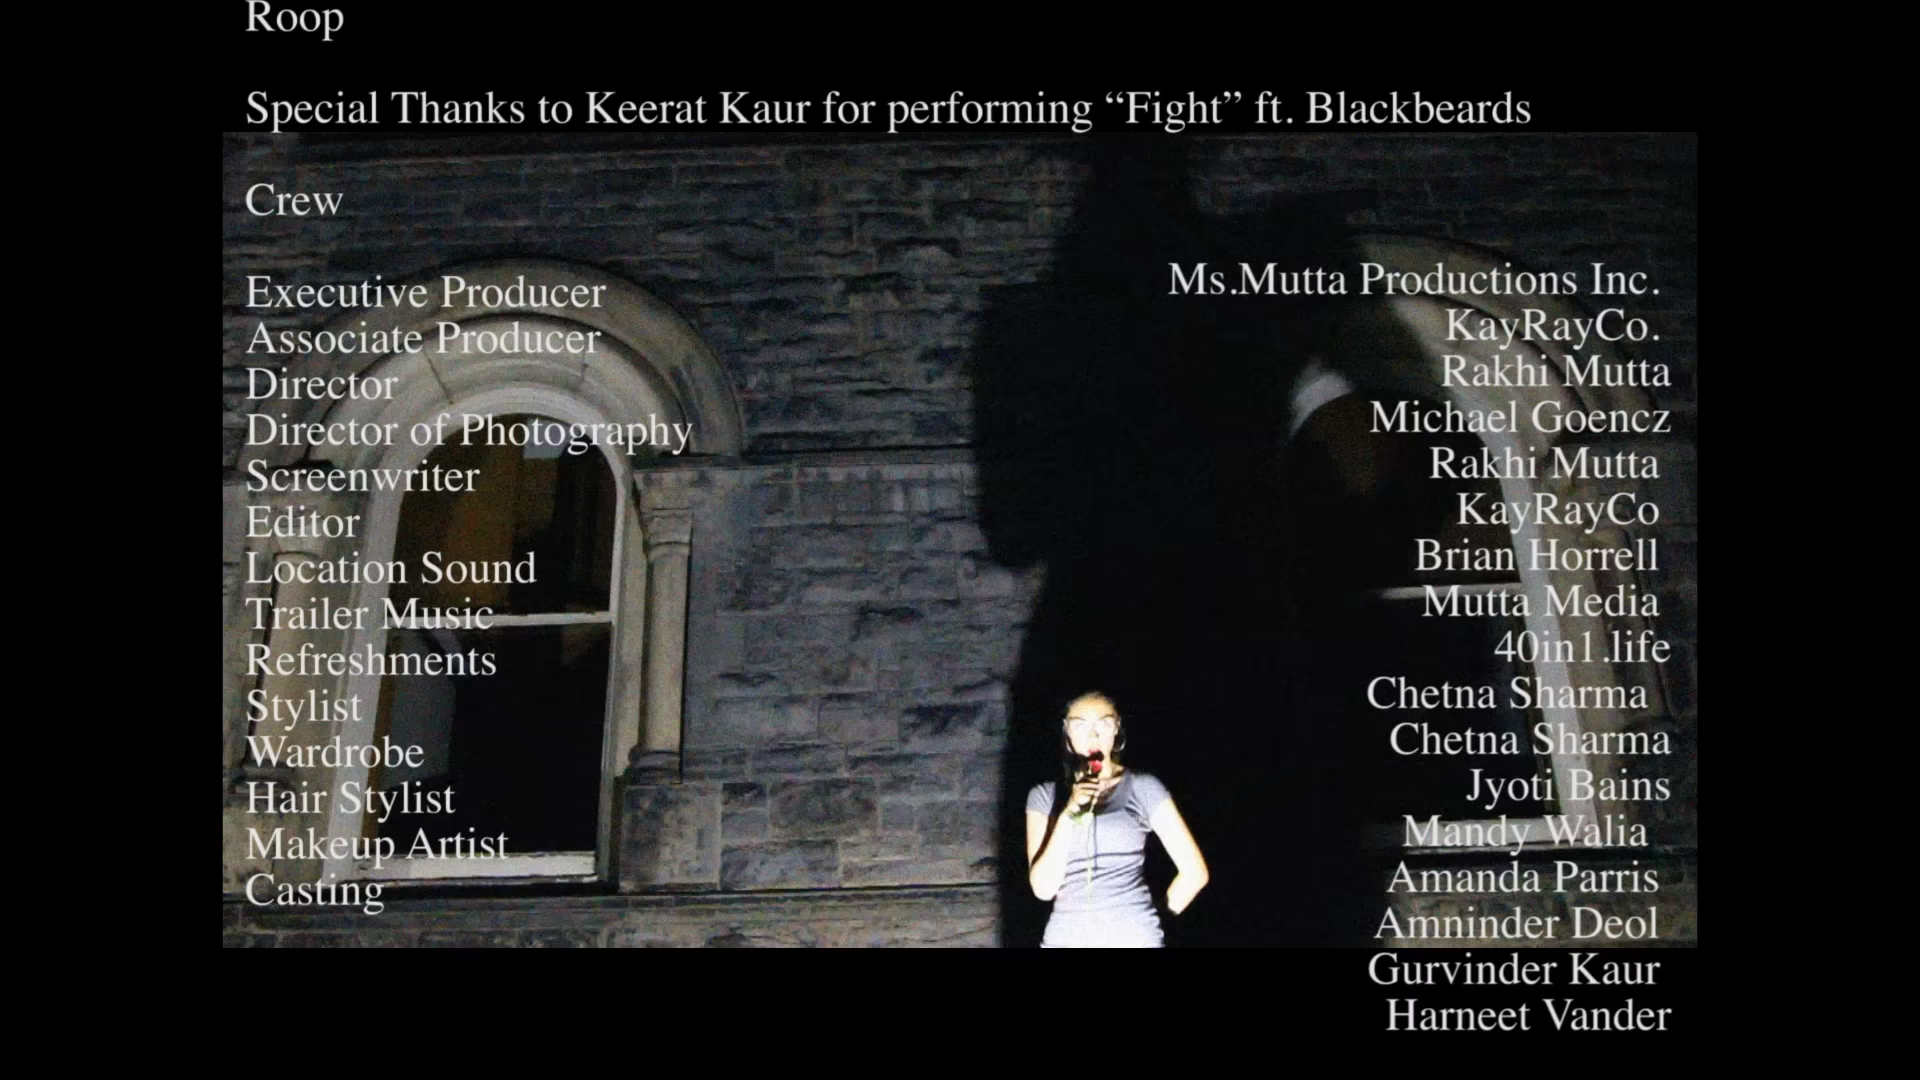 Roop
Special Thanks to Keerat Kaur for performing “Fight” ft. Blackbeards
Crew
Executive Producer Ms.Mutta Productions Inc.
Associate Producer KayRayCo.
Director Rakhi Mutta
Director of Photography Michael Goencz
Screenwriter Rakhi Mutta
Editor KayRayCo
Location Sound Brian Horrell
Trailer Music Mutta Media
Refreshments 40in1.life
Stylist Chetna Sharma
Wardrobe Chetna Sharma
Hair Stylist Jyoti Bains
Makeup Artist Mandy Walia
Casting Amanda Parris
Amninder Deol
Gurvinder Kaur
Harneet Vander